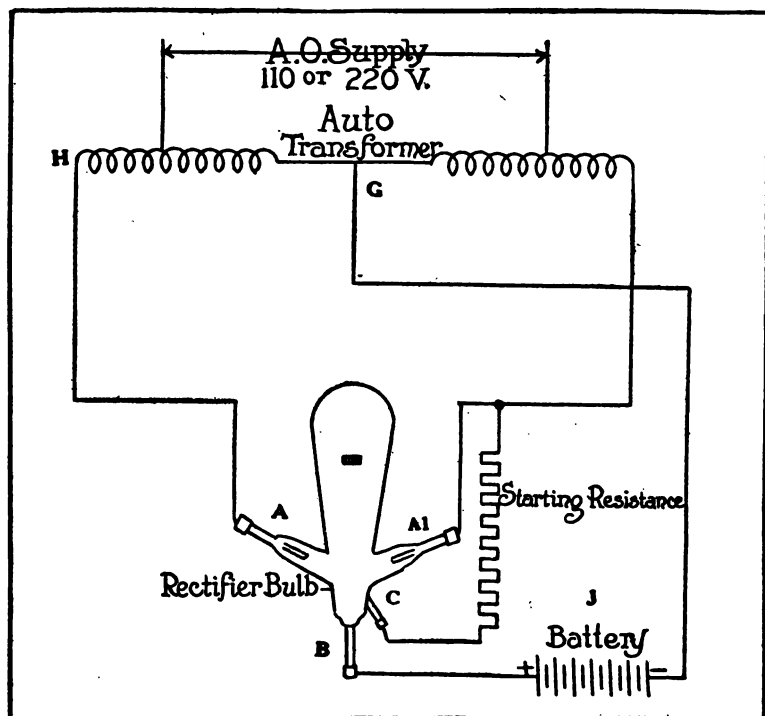 A.O.Supply
110 or 220 V.
Auto
Transformer
H
G
A
A1
Starting Resistance
Rectifier Bulb
C
J
B
Battery
+
−